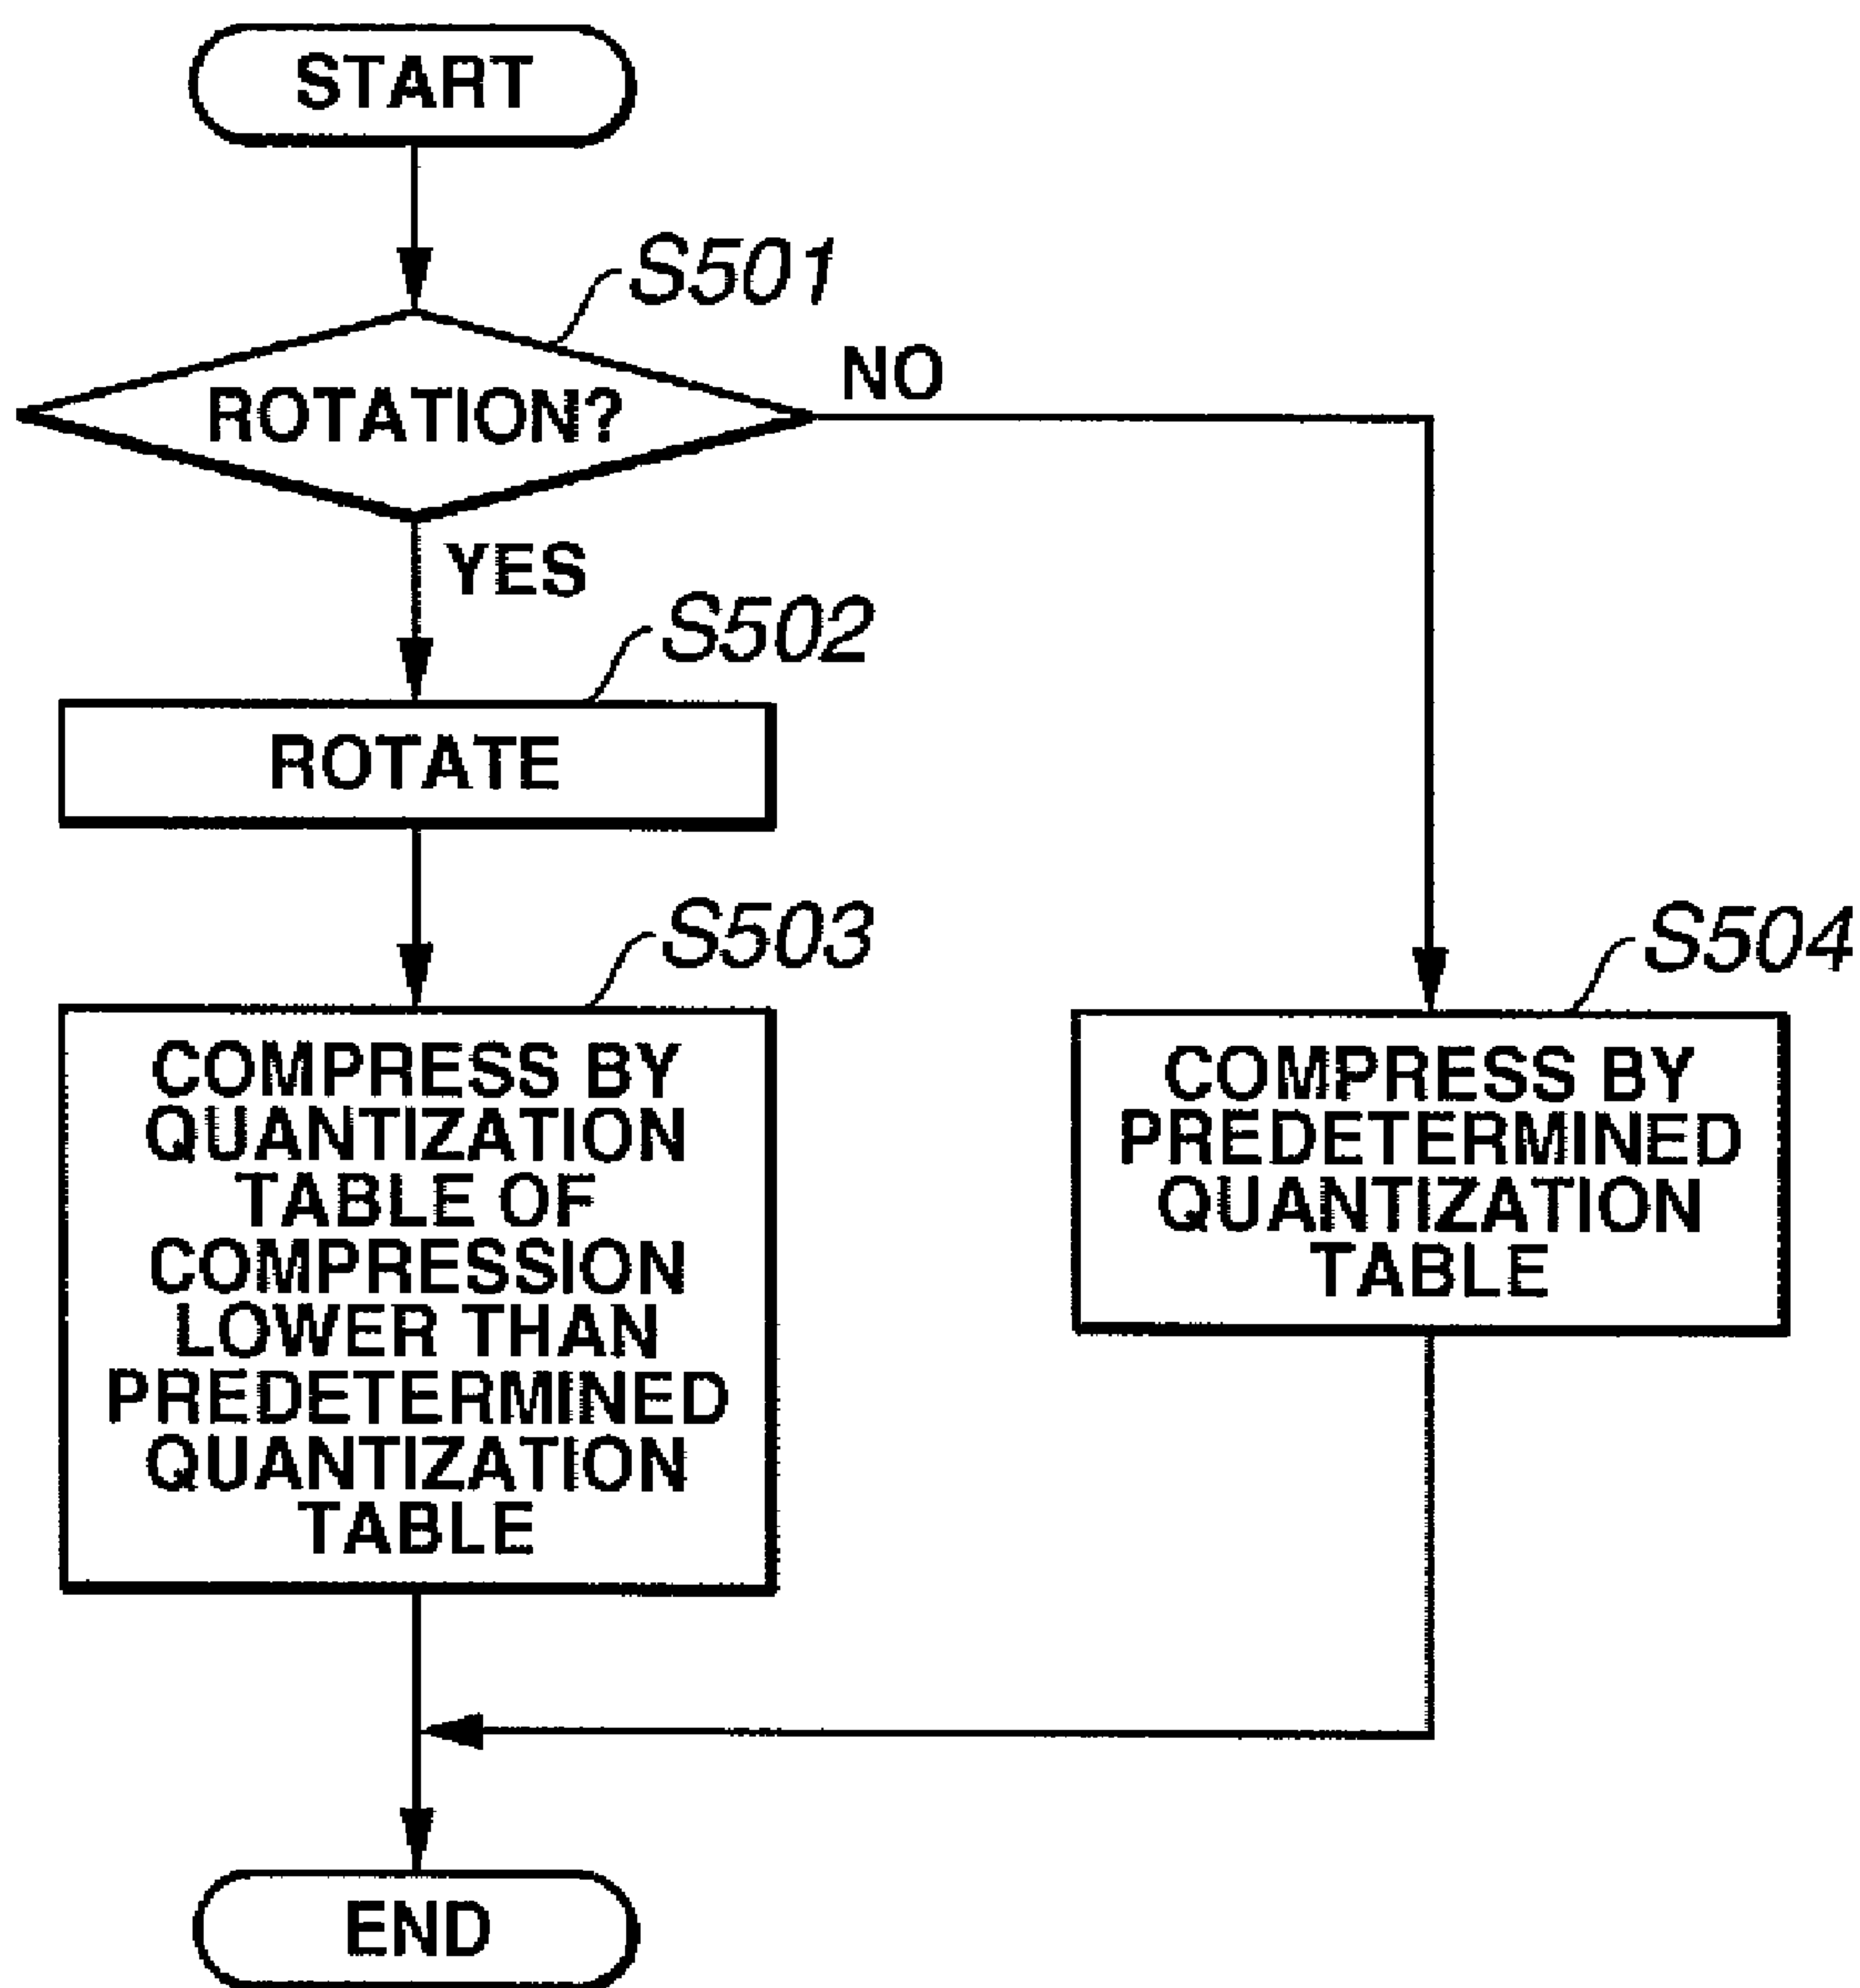 START
S501
ROTATION?
NO
YES
S502
ROTATE
S503
COMPRESS BY
QUANTIZATION
TABLE OF
COMPRESSION
LOWER THAN
PREDETERMINED
QUANTIZATION
TABLE
S504
COMPRESS BY
PREDETERMINED
QUANTIZATION
TABLE
END